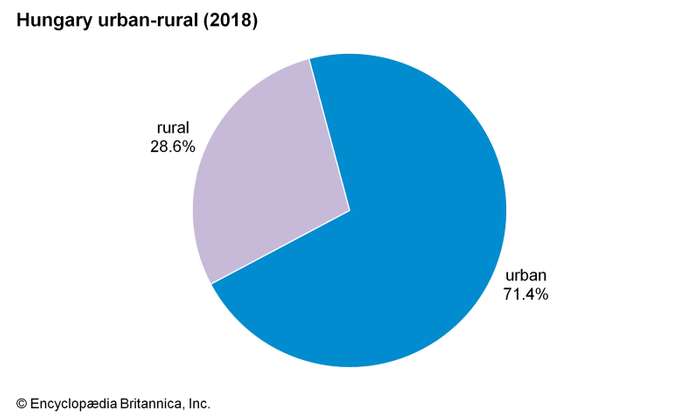 Hungary urban-rural (2018)
rural
28.6%
urban
71.4%
© Encyclopædia Britannica, Inc.